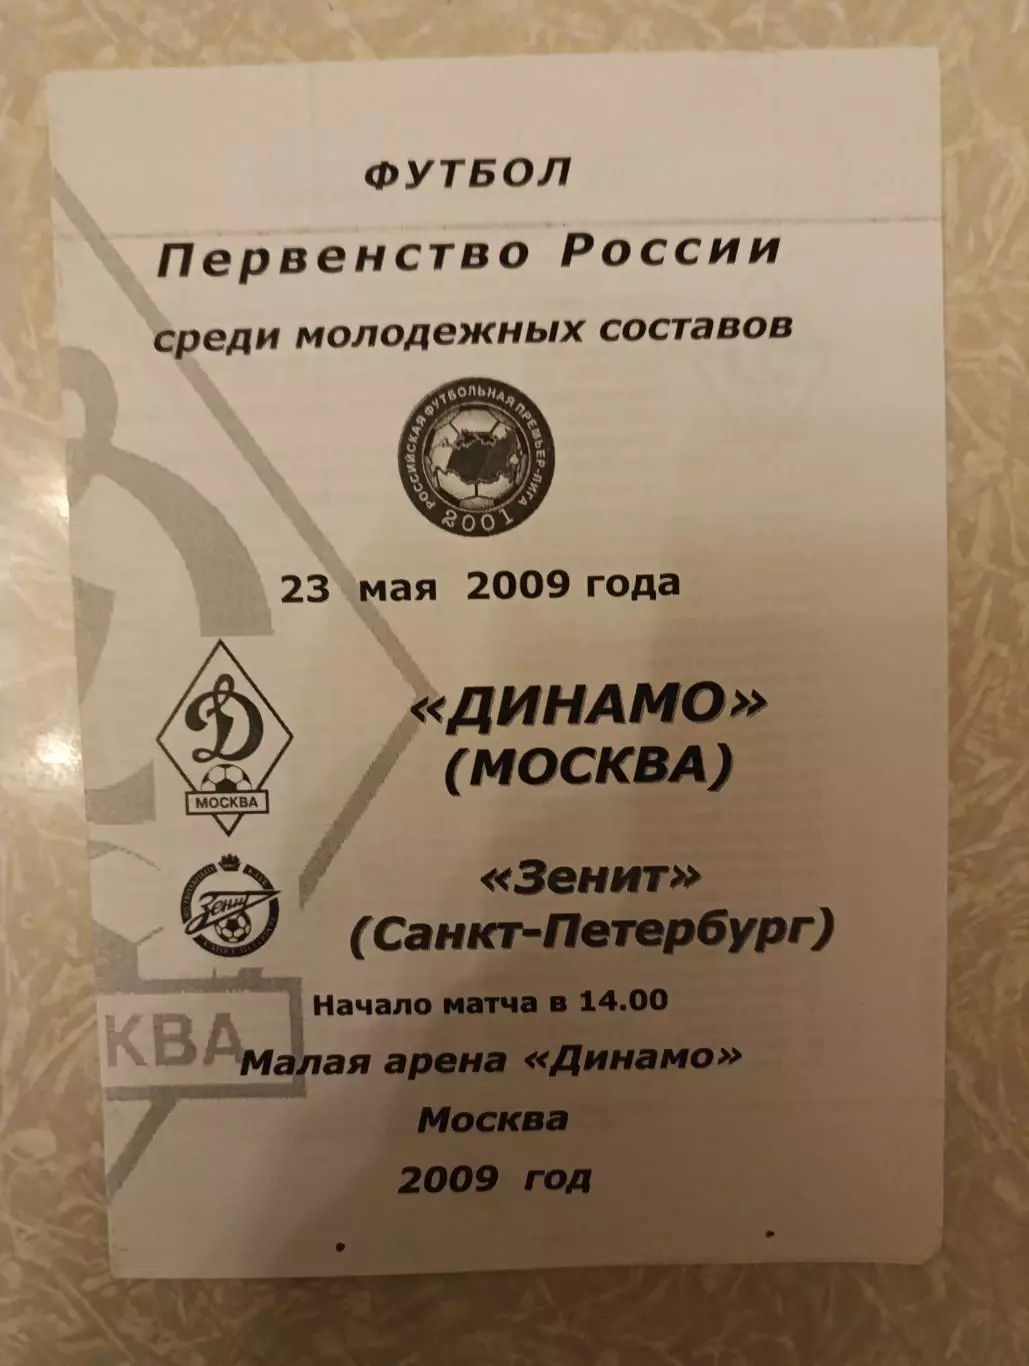 ФУТБОЛ
Первенство России
среди молодежных составов
РОССИЙСКАЯ ФУТБОЛЬНАЯ ПРЕМЬЕР-ЛИГА
2001
23 мая 2009 года
«ДИНАМО»
(МОСКВА)
МОСКВА
«Зенит»
(Санкт-Петербург)
Зенит
Начало матча в 14.00
КВА
Малая арена «Динамо»
Москва
2009 год